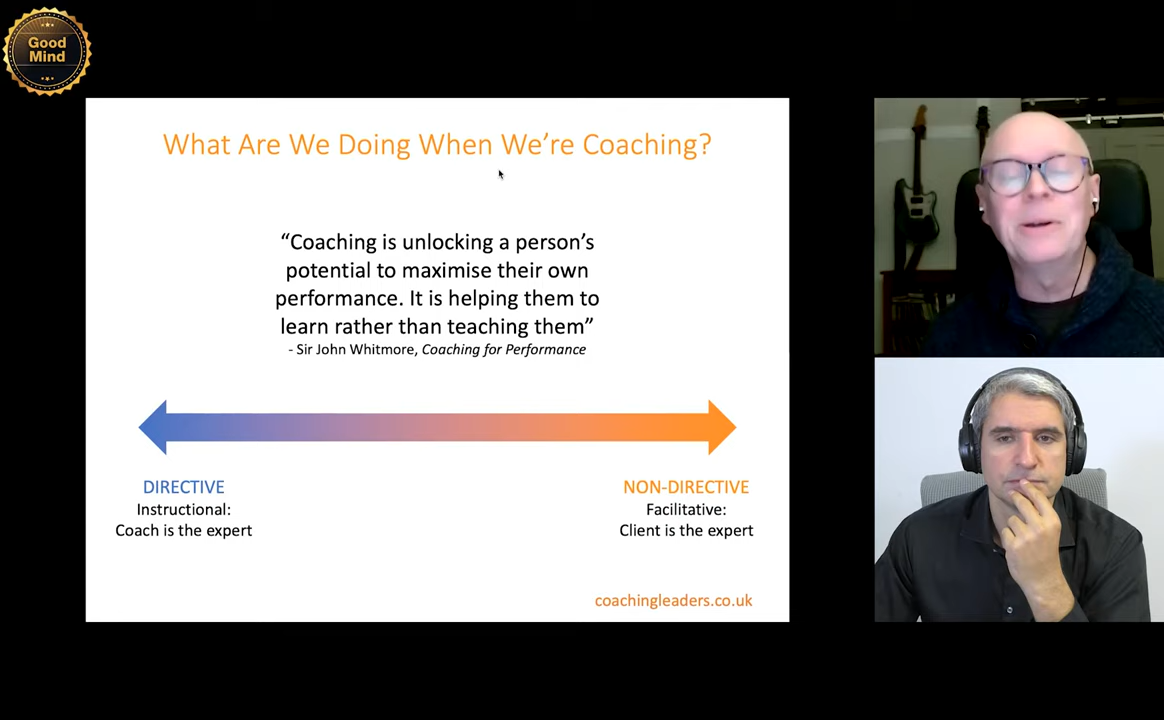 Good
Mind
What Are We Doing When We’re Coaching?
“Coaching is unlocking a person’s
potential to maximise their own
performance. It is helping them to
learn rather than teaching them”
- Sir John Whitmore, Coaching for Performance
DIRECTIVE
Instructional:
Coach is the expert
NON-DIRECTIVE
Facilitative:
Client is the expert
coachingleaders.co.uk